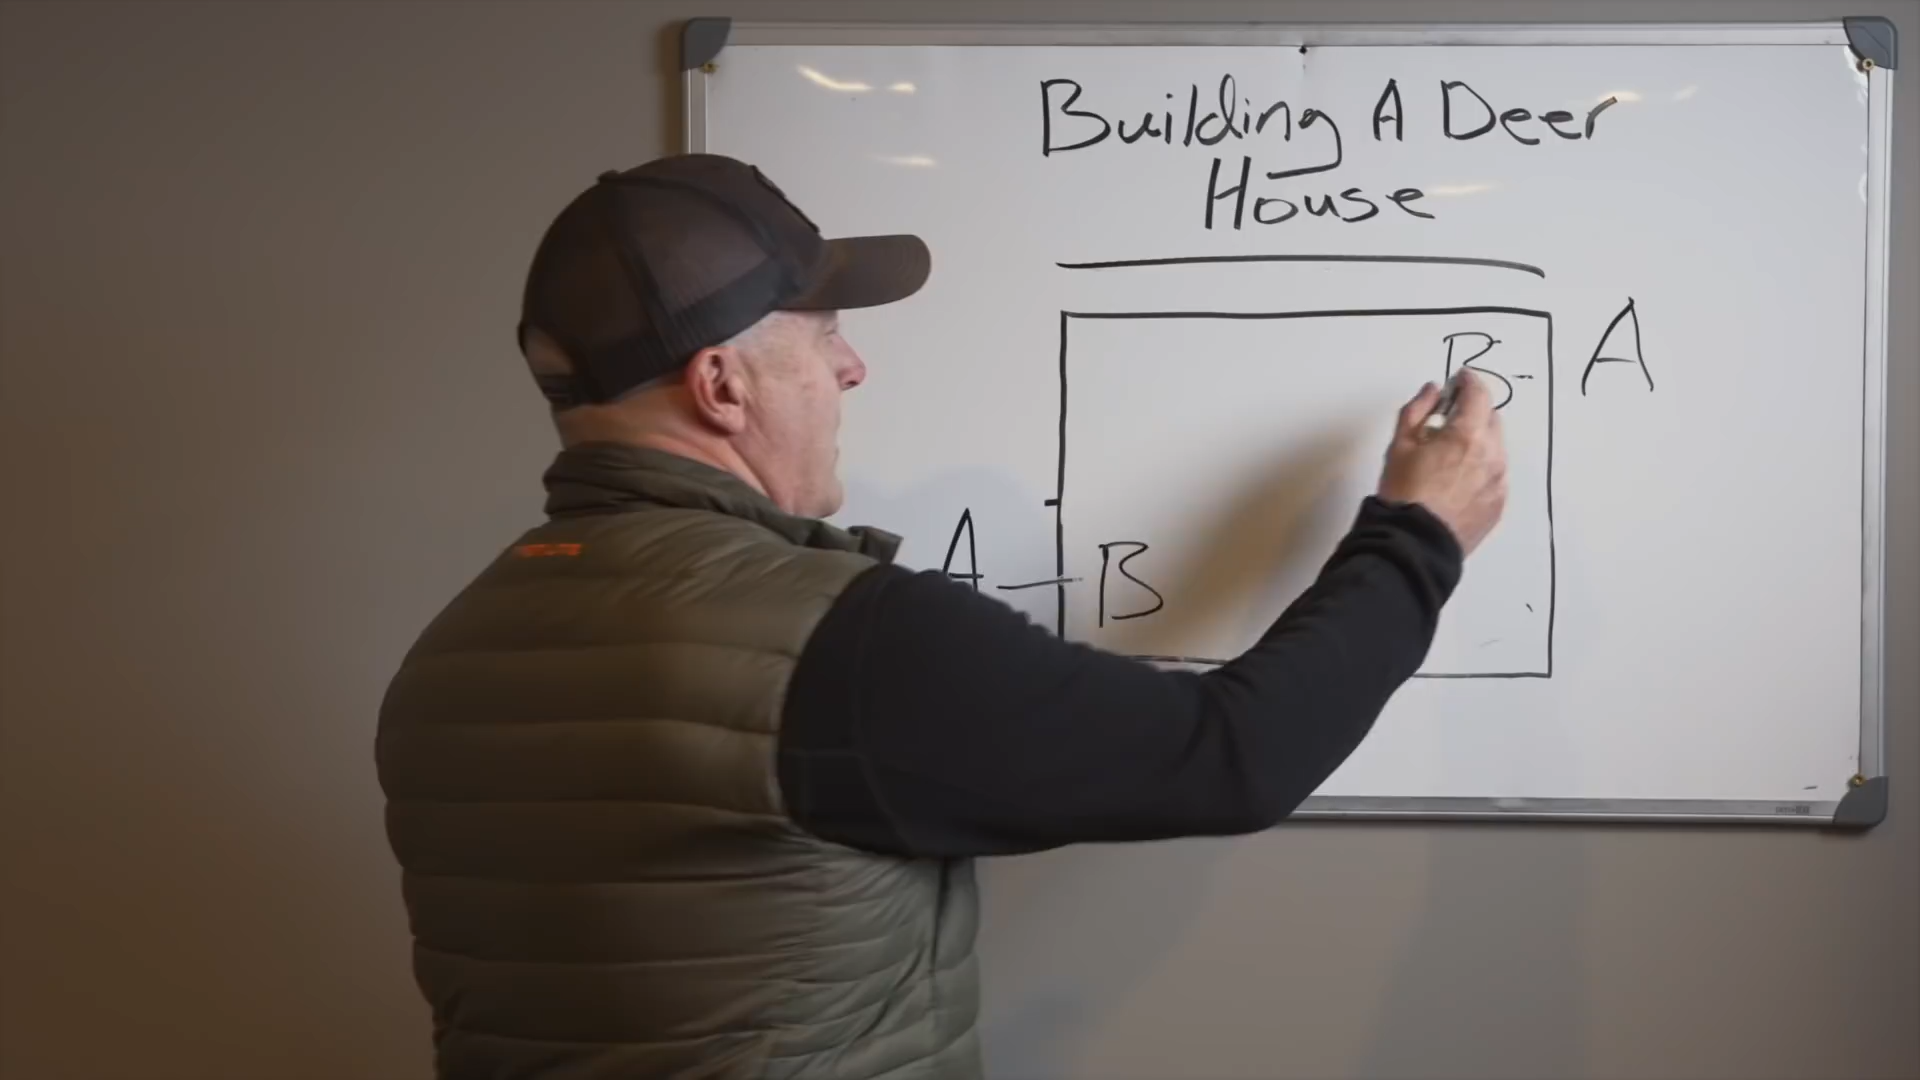 Building A Deer
House
B- A
A — B